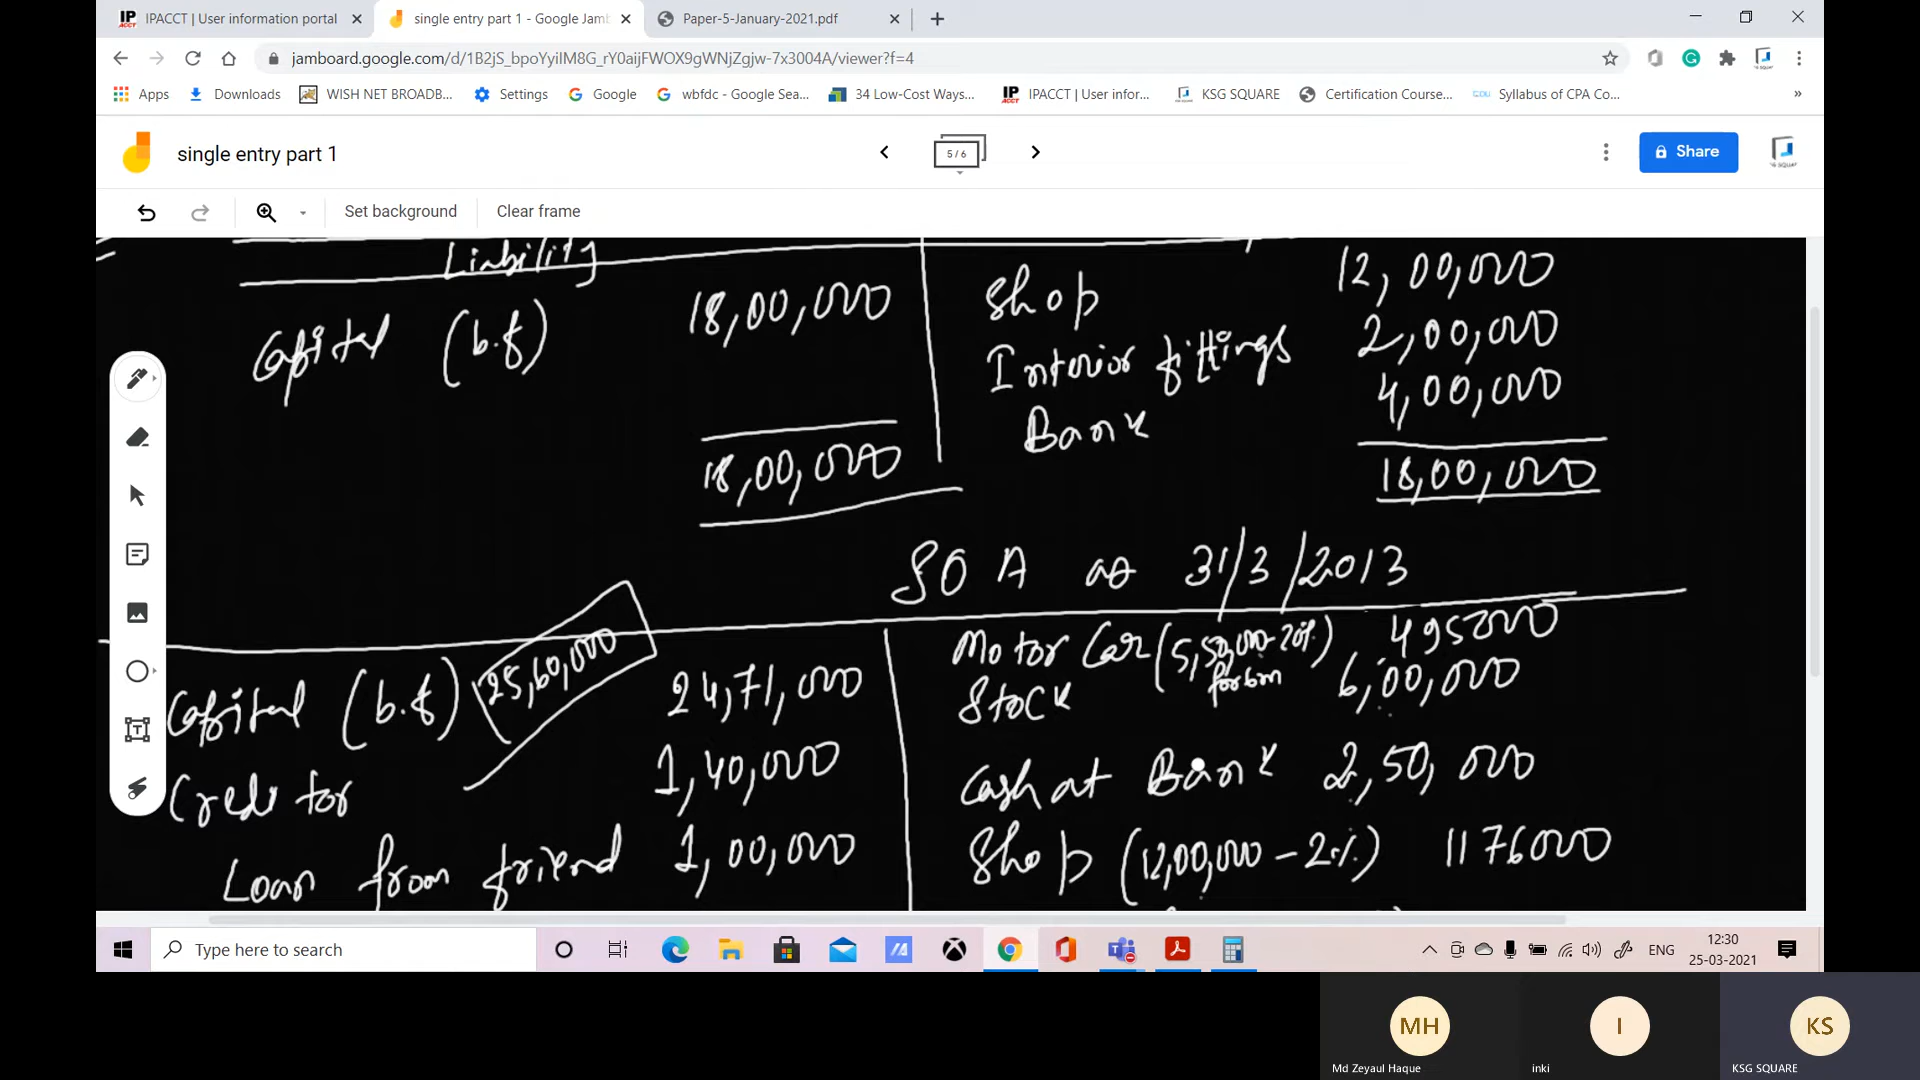 IPACCT | User information portal
single entry part 1 - Google Jamb
Paper-5-January-2021.pdf
jamboard.google.com/d/1B2jS_bpoYyilM8G_rY0aijFWOX9gWNjZgjw-7x3004A/viewer?f=4
Apps Downloads WISH NET BROADB... Settings Google wbfdc - Google Sea... 34 Low-Cost Ways... IPACCT | User infor... KSG SQUARE Certification Course... Syllabus of CPA Co... »
single entry part 1
5 / 6
Share
Set background
Clear frame
Liability
Capital (b.f) 18,00,000
18,00,000
Shop 12,00,000
Interior fittings 2,00,000
Bank 4,00,000
18,00,000
SOA as 31/3/2013
Capital (b.f) 25,60,000 24,71,000
Creditor 1,40,000
Loan from friend 1,00,000
Motor Car (5,50,000-20% for 6m) 495000
Stock 6,00,000
Cash at Bank 2,50,000
Shop (12,00,000 - 2%) 1176000
Type here to search
ENG
12:30
25-03-2021
MH
Md Zeyaul Haque
I
inki
KS
KSG SQUARE